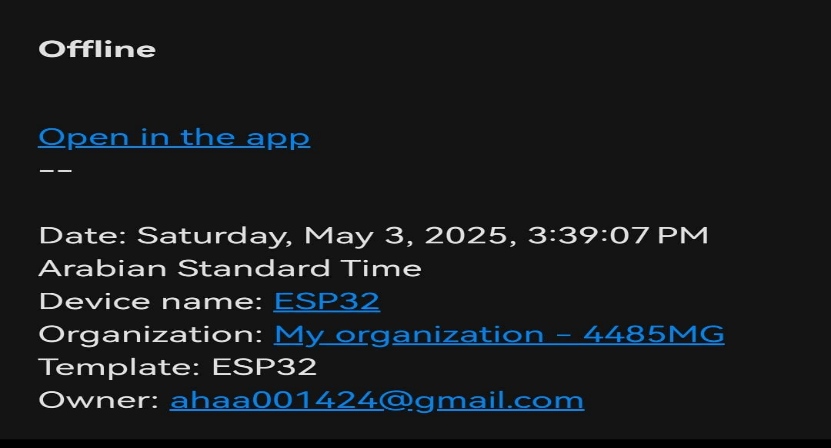 Offline
Open in the app
--
Date: Saturday, May 3, 2025, 3:39:07 PM
Arabian Standard Time
Device name: ESP32
Organization: My organization - 4485MG
Template: ESP32
Owner: ahaa001424@gmail.com